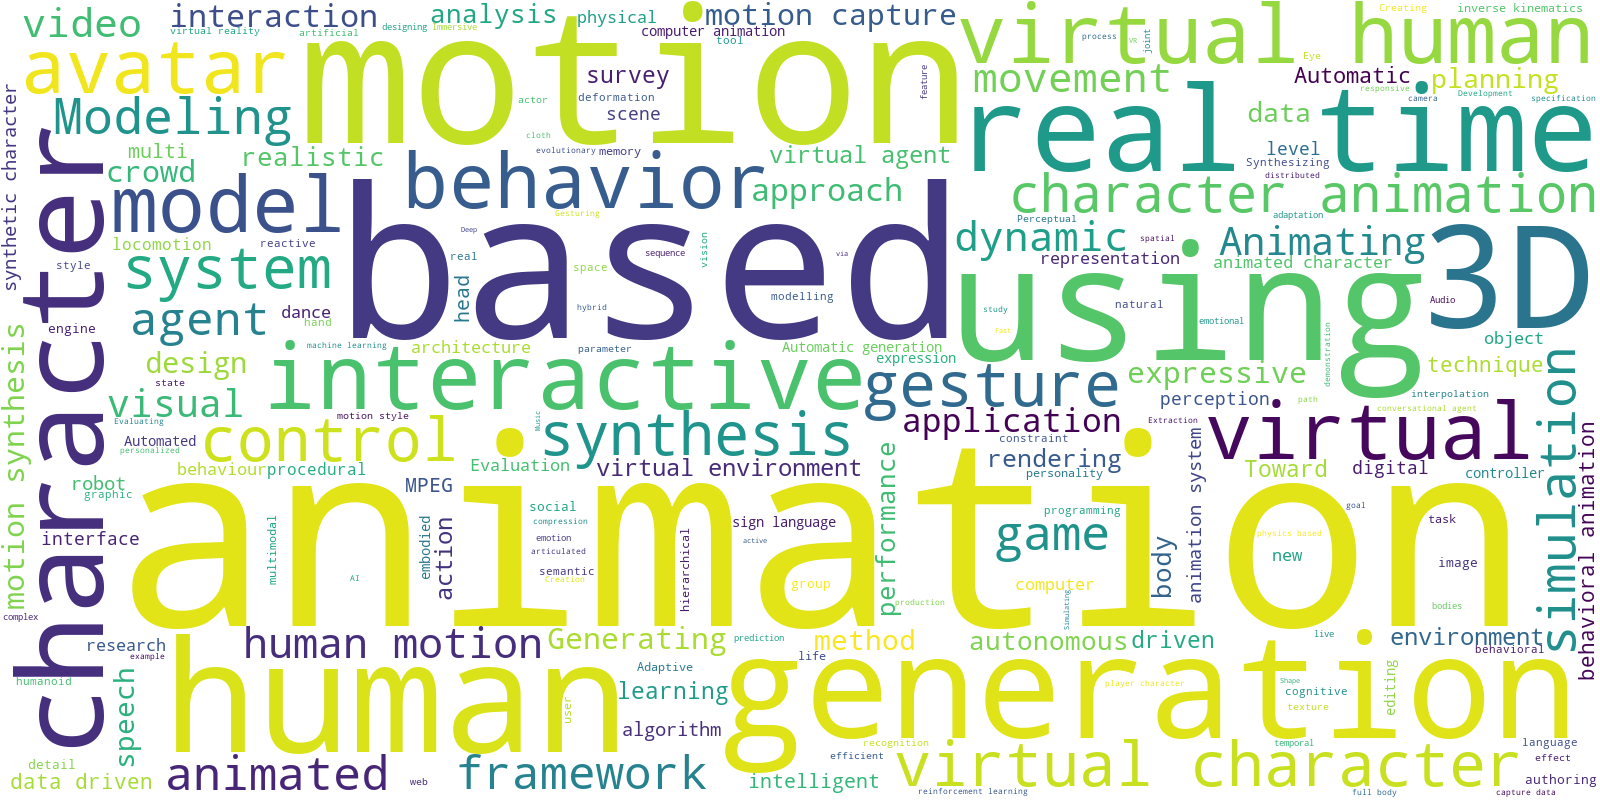 video
interaction
analysis
physical
motion capture
virtual human
Creating
inverse kinematics
virtual reality
artificial
designing
immersive
computer animation
tool
process
VR
joint
avatar
motion
survey
feature
movement
Eye
Automatic
planning
responsive
Development
specification
camera
actor
deformation
scene
real time
data
Modeling
cloth
evolutionary
memory
level
Synthesizing
distributed
synthetic character
multi
crowd
realistic
behavior
virtual agent
approach
character animation
model
based
Gesturing
Perceptual
adaptation
locomotion
reactive
Deep
dynamic
spatial
Animating
3D
style
system
real
sequence
vision
via
representation
animated character
space
head
modelling
using
natural
hybrid
study
emotional
Audio
Past
agent
dance
hand
engine
character
machine learning
architecture
parameter
Automatic generation
expression
demonstration
object
technique
design
state
interactive
gesture
expressive
perception
path
interpolation
conversational agent
visual
motion style
Music
application
Extraction
virtual
simulation
motion synthesis
Evaluating
Automated
personalized
control
synthesis
constraint
rendering
personality
behaviour
procedural
Evaluation
virtual environment
performance
Toward
digital
controller
behavioral animation
robot
graphic
MPEG
social
compression
emotion
articulated
semantic
Creation
sign language
active
hierarchical
programming
game
animation system
goal
task
physics based
new
image
interface
multimodal
AI
embodied
action
animation
group
computer
body
production
Simulating
bodies
complex
research
example
human motion
Generating
prediction
method
autonomous
driven
live
environment
behavioral
humanoid
speech
human
Adaptive
life
learning
user
algorithm
generation
player character
Shape
cognitive
texture
editing
recognition
efficient
temporal
language
effect
detail
data driven
animated
web
framework
intelligent
virtual character
reinforcement learning
full body
authoring
capture data